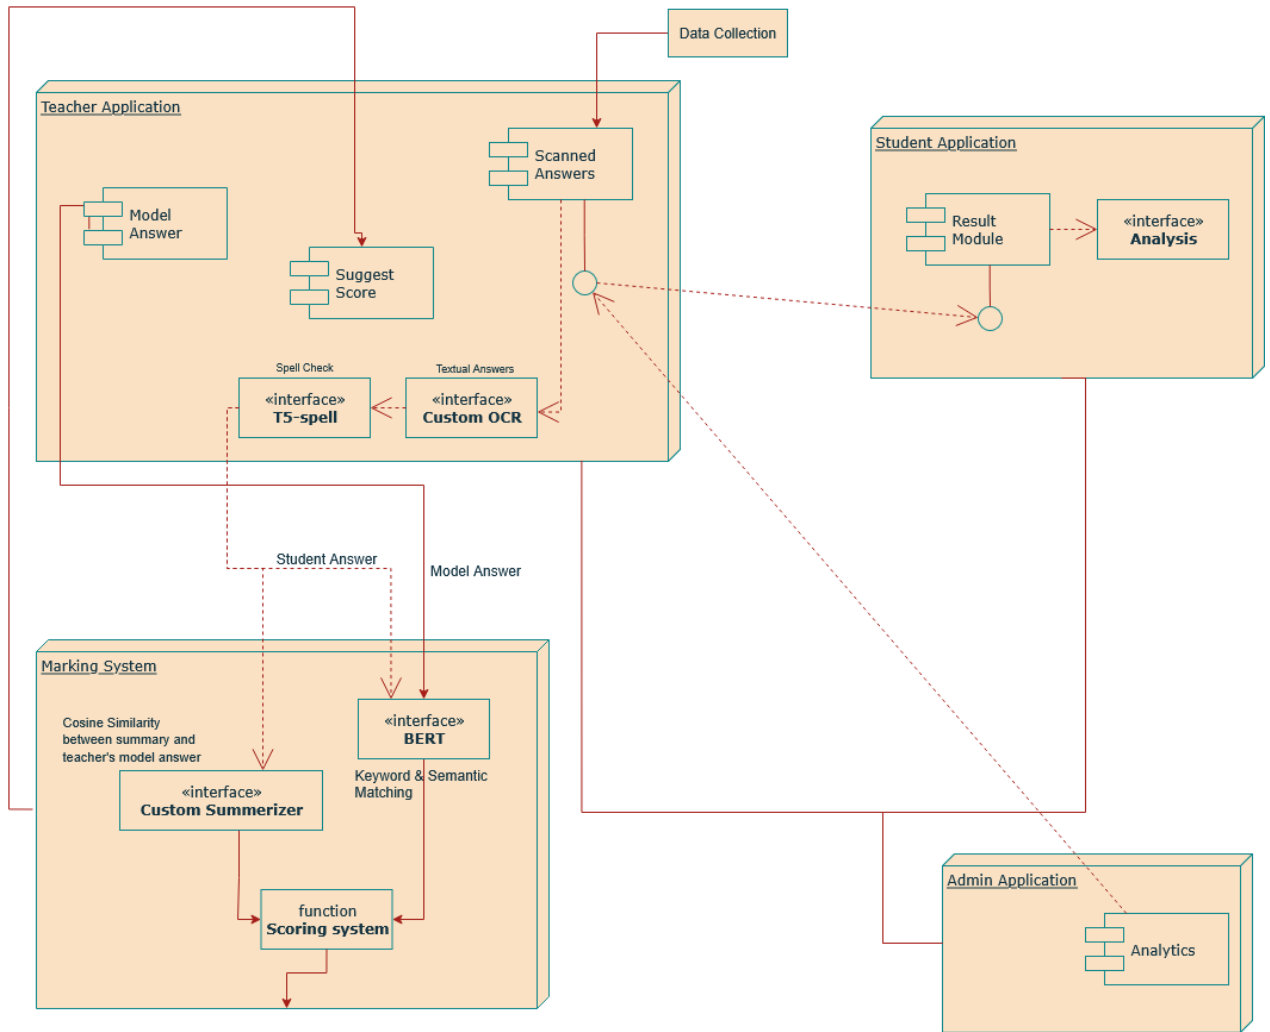 Data Collection
Teacher Application
Scanned
Answers
Student Application
Model
Answer
Result
Module
«interface»
Analysis
Suggest
Score
Spell Check
Textual Answers
«interface»
T5-spell
«interface»
Custom OCR
Student Answer
Model Answer
Marking System
Cosine Similarity
between summary and
teacher's model answer
«interface»
BERT
Keyword & Semantic
Matching
«interface»
Custom Summerizer
Admin Application
function
Scoring system
Analytics